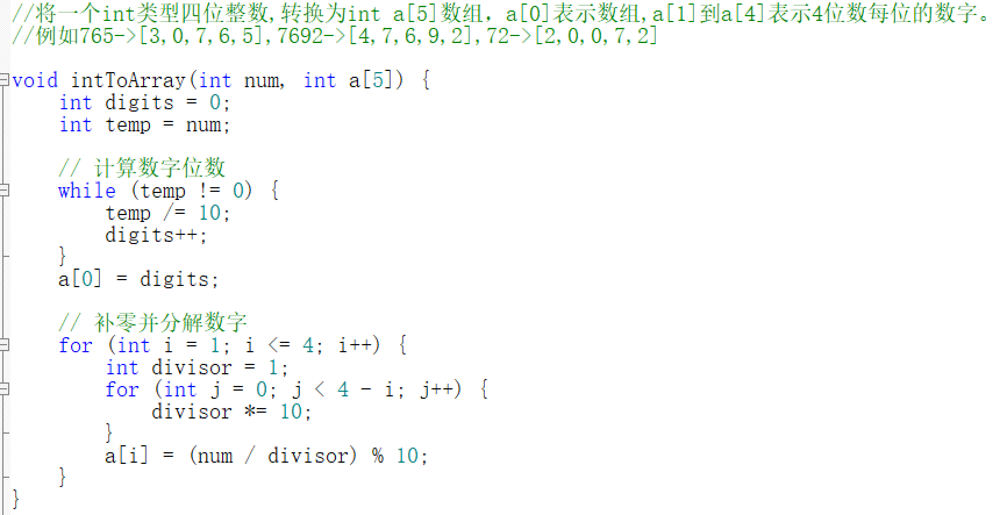 //将一个int类型四位整数,转换为int a[5]数组，a[0]表示数组,a[1]到a[4]表示4位数每位的数字。
//例如765->[3,0,7,6,5],7692->[4,7,6,9,2],72->[2,0,0,7,2]
void intToArray(int num, int a[5]) {
int digits = 0;
int temp = num;
// 计算数字位数
while (temp != 0) {
temp /= 10;
digits++;
}
a[0] = digits;
// 补零并分解数字
for (int i = 1; i <= 4; i++) {
int divisor = 1;
for (int j = 0; j < 4 - i; j++) {
divisor *= 10;
}
a[i] = (num / divisor) % 10;
}
}